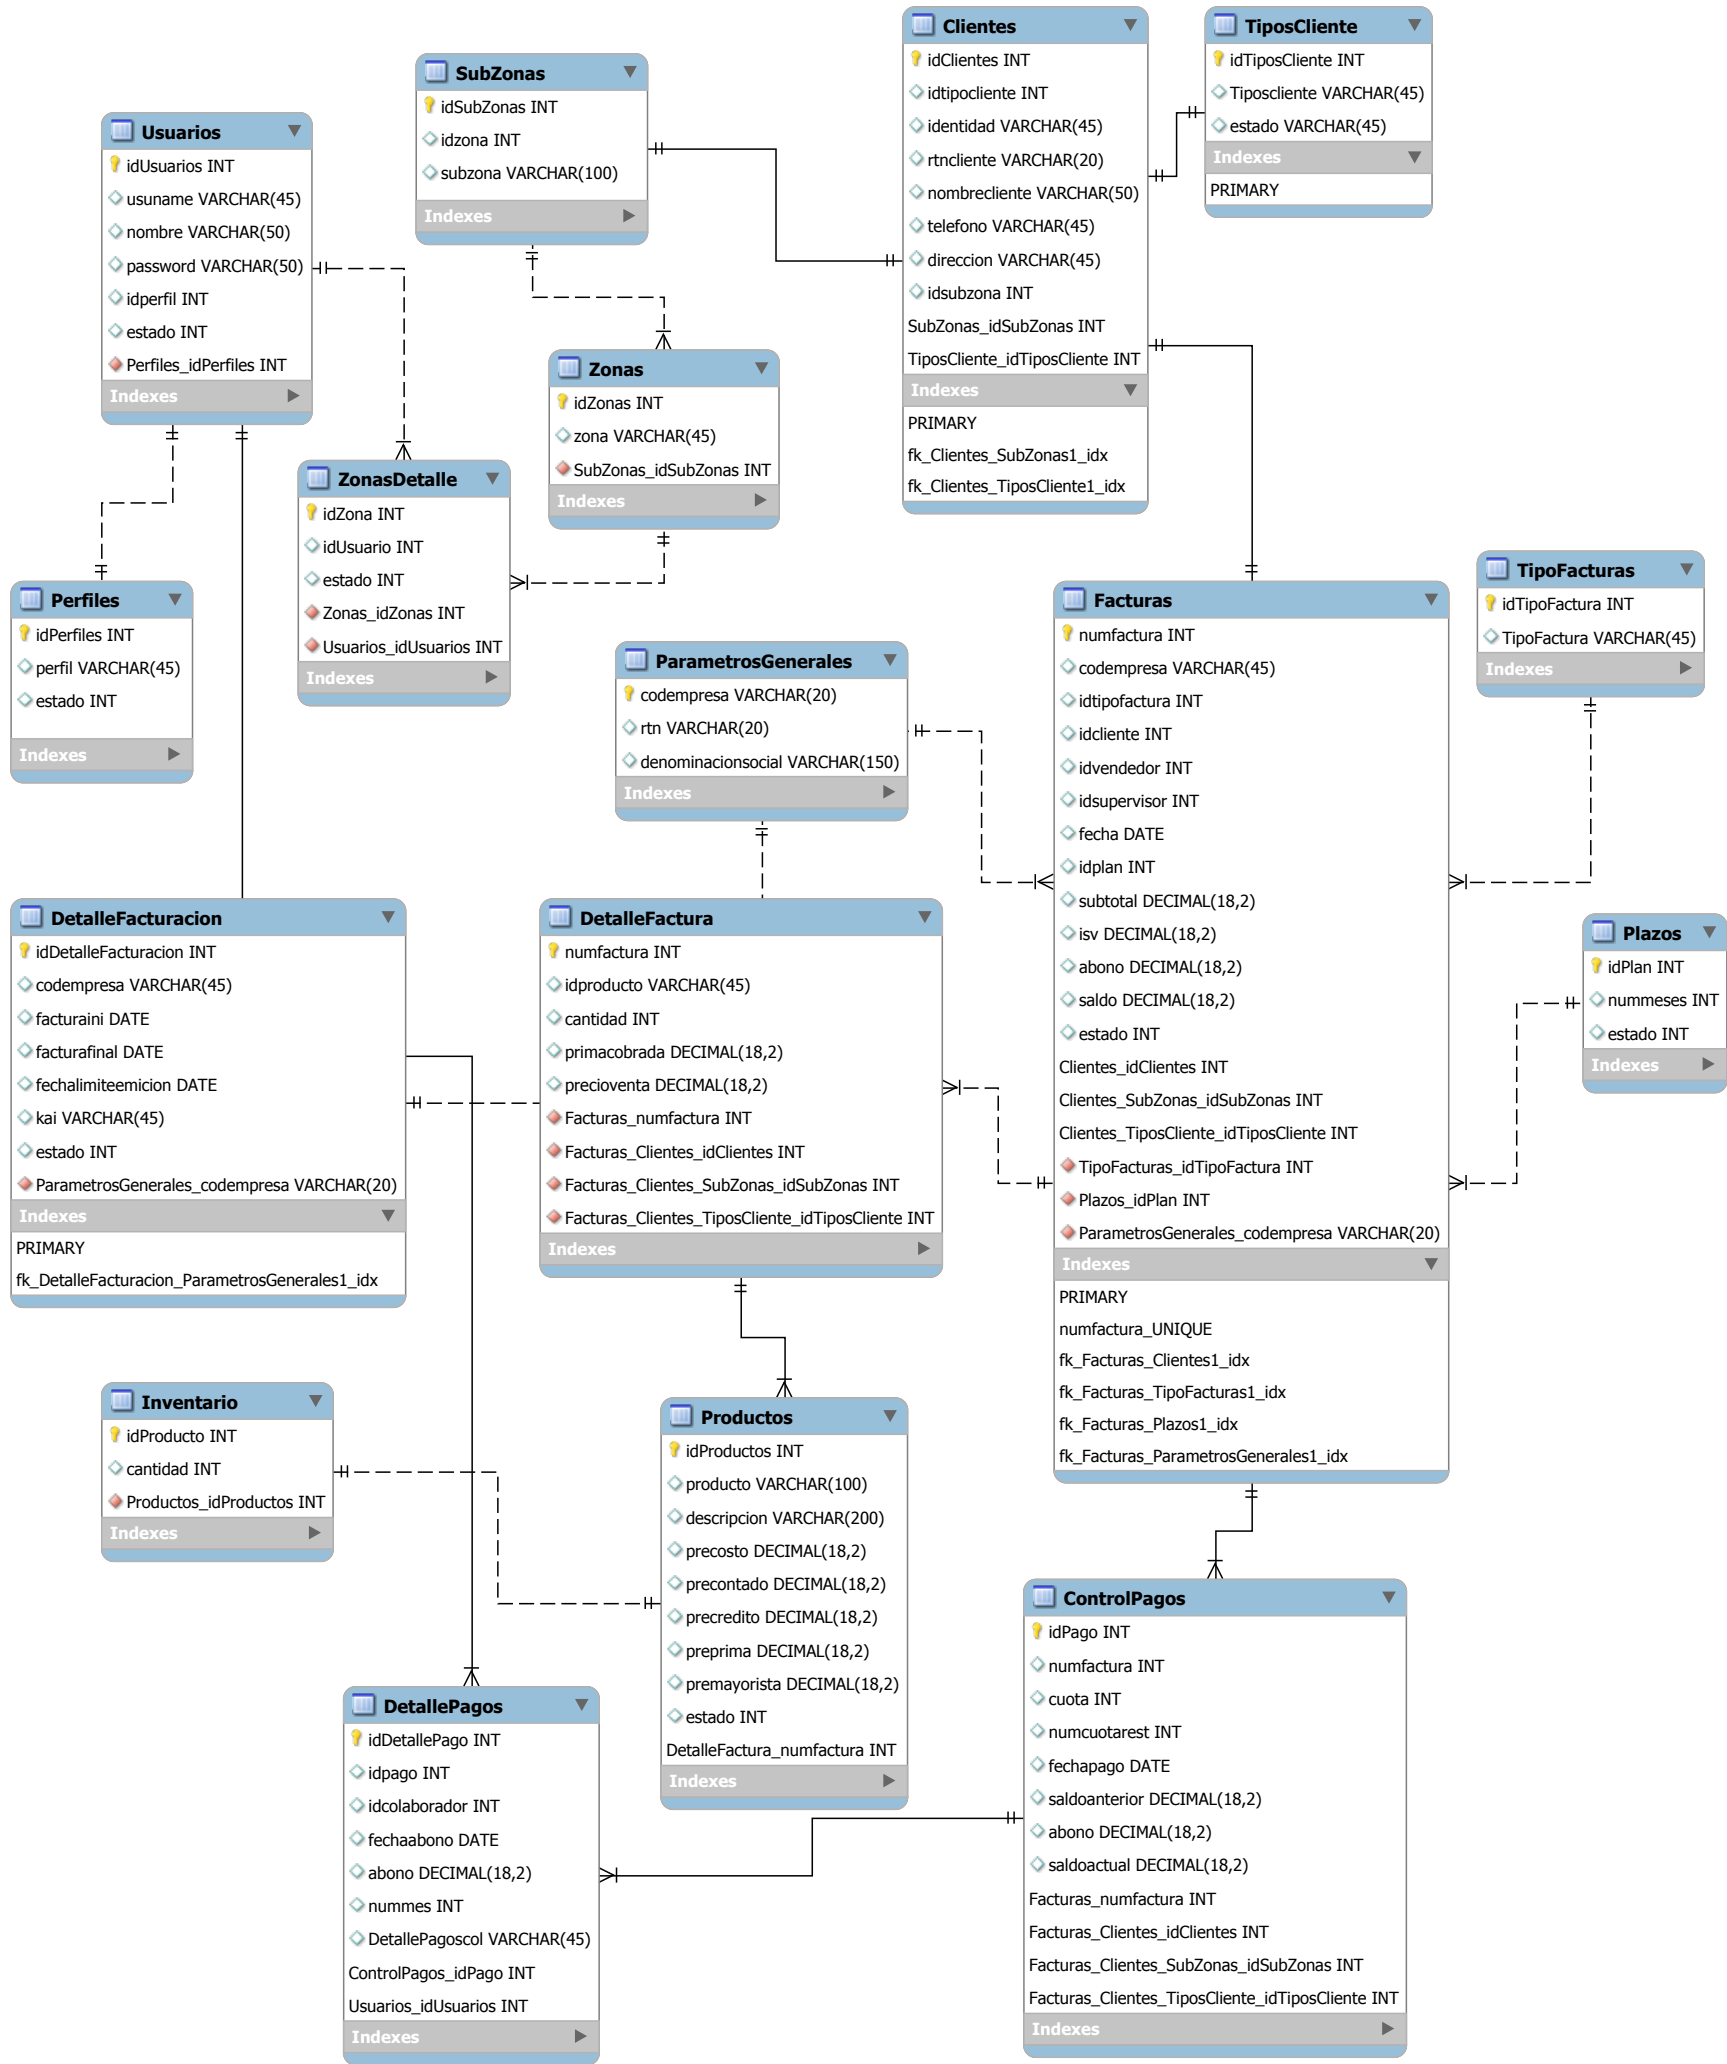 Clientes
idClientes INT
idtipocliente INT
identidad VARCHAR(45)
rtncliente VARCHAR(20)
nombrecliente VARCHAR(50)
telefono VARCHAR(45)
direccion VARCHAR(45)
idsubzona INT
SubZonas_idSubZonas INT
TiposCliente_idTiposCliente INT
Indexes
PRIMARY
fk_Clientes_SubZonas1_idx
fk_Clientes_TiposCliente1_idx
TiposCliente
idTiposCliente INT
Tiposcliente VARCHAR(45)
estado VARCHAR(45)
Indexes
PRIMARY
SubZonas
idSubZonas INT
idzona INT
subzona VARCHAR(100)
Indexes
Usuarios
idUsuarios INT
usuname VARCHAR(45)
nombre VARCHAR(50)
password VARCHAR(50)
idperfil INT
estado INT
Perfiles_idPerfiles INT
Indexes
Zonas
idZonas INT
zona VARCHAR(45)
SubZonas_idSubZonas INT
Indexes
ZonasDetalle
idZona INT
idUsuario INT
estado INT
Zonas_idZonas INT
Usuarios_idUsuarios INT
Indexes
Perfiles
idPerfiles INT
perfil VARCHAR(45)
estado INT
Indexes
ParametrosGenerales
codempresa VARCHAR(20)
rtn VARCHAR(20)
denominacionsocial VARCHAR(150)
Indexes
Facturas
numfactura INT
codempresa VARCHAR(45)
idtipofactura INT
idcliente INT
idvendedor INT
idsupervisor INT
fecha DATE
idplan INT
subtotal DECIMAL(18,2)
isv DECIMAL(18,2)
abono DECIMAL(18,2)
saldo DECIMAL(18,2)
estado INT
Clientes_idClientes INT
Clientes_SubZonas_idSubZonas INT
Clientes_TiposCliente_idTiposCliente INT
TipoFacturas_idTipoFactura INT
Plazos_idPlan INT
ParametrosGenerales_codempresa VARCHAR(20)
Indexes
PRIMARY
numfactura_UNIQUE
fk_Facturas_Clientes1_idx
fk_Facturas_TipoFacturas1_idx
fk_Facturas_Plazos1_idx
fk_Facturas_ParametrosGenerales1_idx
TipoFacturas
idTipoFactura INT
TipoFactura VARCHAR(45)
Indexes
Plazos
idPlan INT
nummeses INT
estado INT
Indexes
DetalleFacturacion
idDetalleFacturacion INT
codempresa VARCHAR(45)
facturaini DATE
facturafinal DATE
fechalimiteemicion DATE
kai VARCHAR(45)
estado INT
ParametrosGenerales_codempresa VARCHAR(20)
Indexes
PRIMARY
fk_DetalleFacturacion_ParametrosGenerales1_idx
DetalleFactura
numfactura INT
idproducto VARCHAR(45)
cantidad INT
primacobrada DECIMAL(18,2)
precioventa DECIMAL(18,2)
Facturas_numfactura INT
Facturas_Clientes_idClientes INT
Facturas_Clientes_SubZonas_idSubZonas INT
Facturas_Clientes_TiposCliente_idTiposCliente INT
Indexes
Inventario
idProducto INT
cantidad INT
Productos_idProductos INT
Indexes
Productos
idProductos INT
producto VARCHAR(100)
descripcion VARCHAR(200)
precosto DECIMAL(18,2)
precontado DECIMAL(18,2)
precredito DECIMAL(18,2)
preprima DECIMAL(18,2)
premayorista DECIMAL(18,2)
estado INT
DetalleFactura_numfactura INT
Indexes
ControlPagos
idPago INT
numfactura INT
cuota INT
numcuotarest INT
fechapago DATE
saldoanterior DECIMAL(18,2)
abono DECIMAL(18,2)
saldoactual DECIMAL(18,2)
Facturas_numfactura INT
Facturas_Clientes_idClientes INT
Facturas_Clientes_SubZonas_idSubZonas INT
Facturas_Clientes_TiposCliente_idTiposCliente INT
Indexes
DetallePagos
idDetallePago INT
idpago INT
idcolaborador INT
fechaabono DATE
abono DECIMAL(18,2)
nummes INT
DetallePagoscol VARCHAR(45)
ControlPagos_idPago INT
Usuarios_idUsuarios INT
Indexes